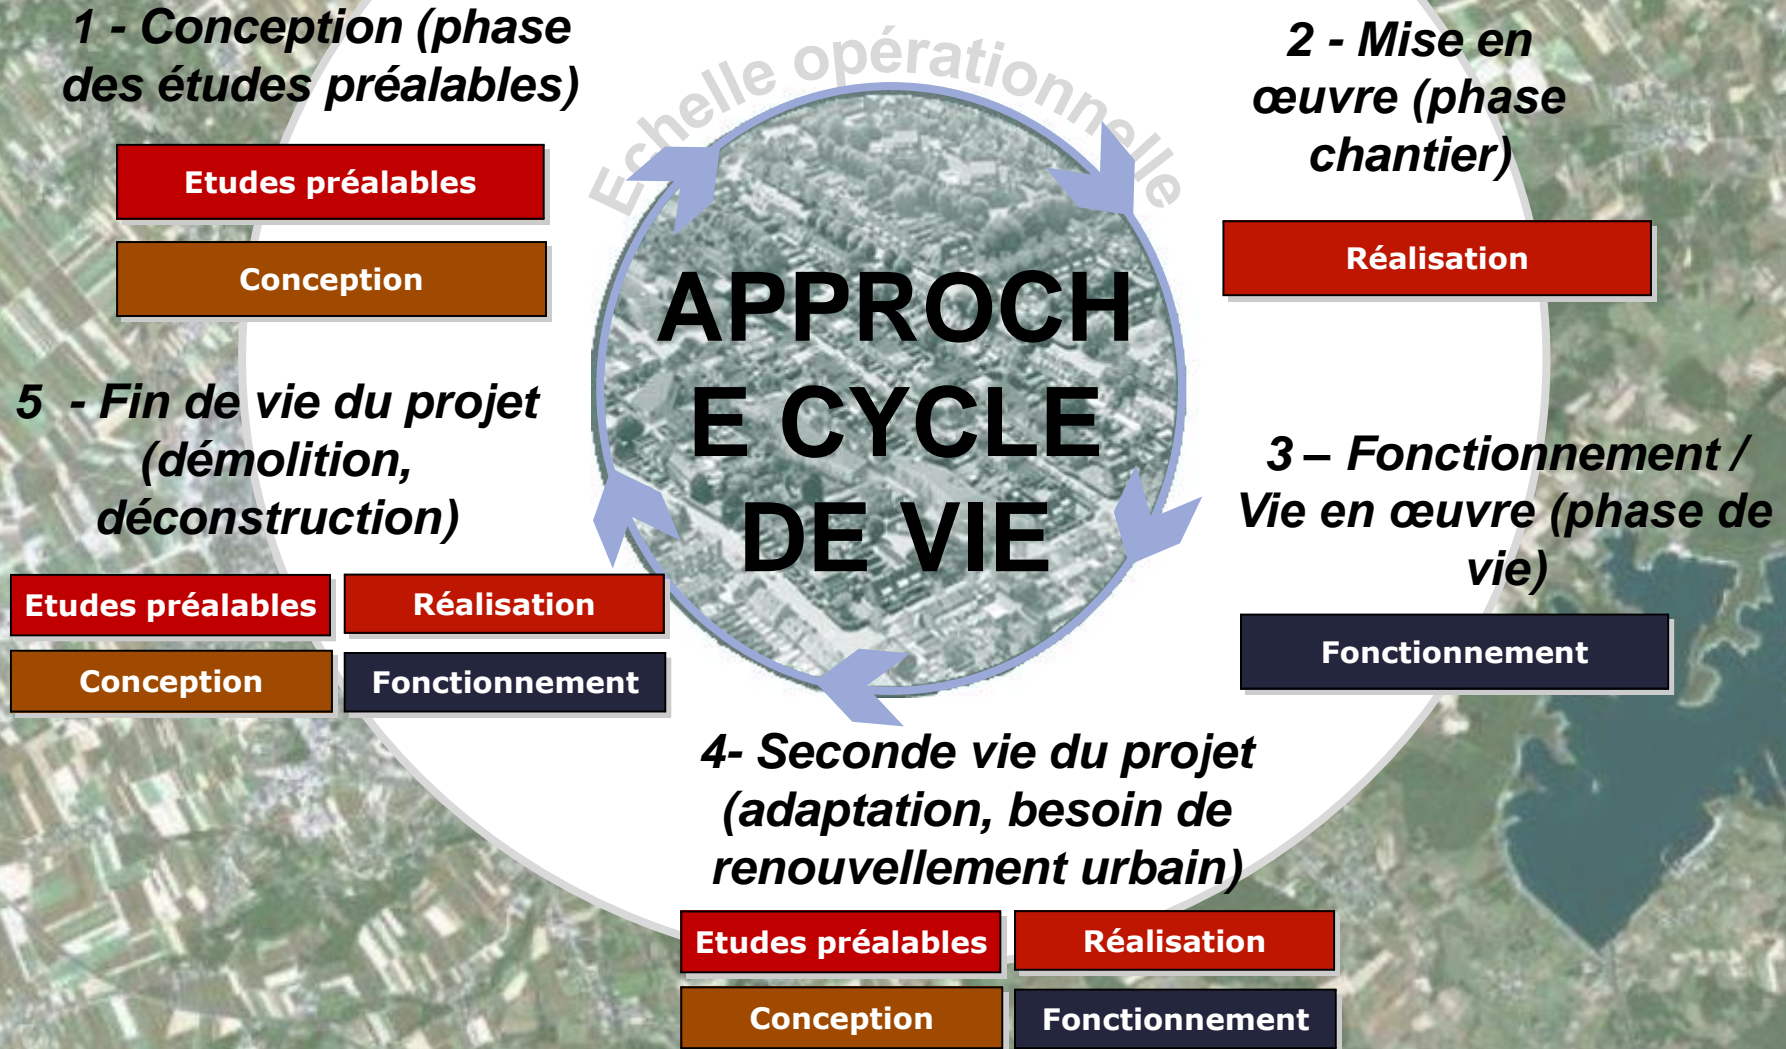 1 - Conception (phase
des études préalables)
Etudes préalables
Conception
Echelle opérationnelle
2 - Mise en
œuvre (phase
chantier)
Réalisation
APPROCH
E CYCLE
DE VIE
3 – Fonctionnement /
Vie en œuvre (phase de
vie)
Fonctionnement
5 - Fin de vie du projet
(démolition,
déconstruction)
Etudes préalables
Réalisation
Conception
Fonctionnement
4- Seconde vie du projet
(adaptation, besoin de
renouvellement urbain)
Etudes préalables
Réalisation
Conception
Fonctionnement